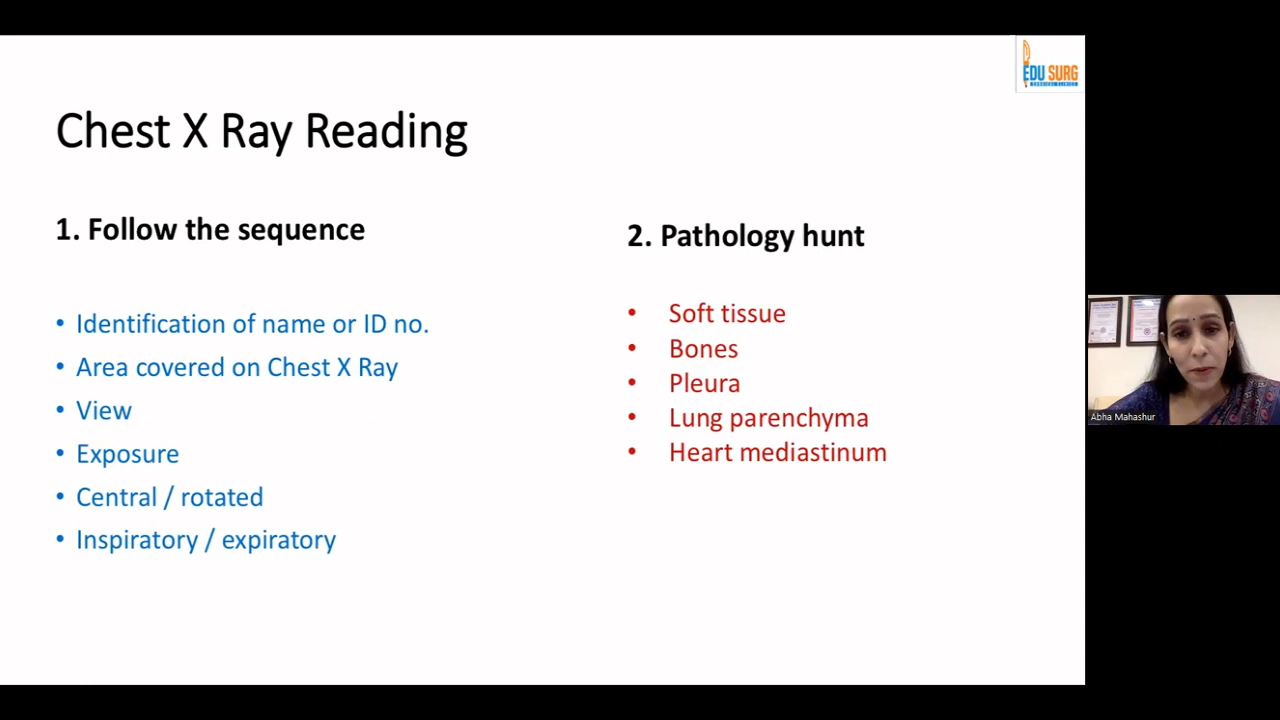 EDU SURG
Chest X Ray Reading
1. Follow the sequence
• Identification of name or ID no.
• Area covered on Chest X Ray
• View
• Exposure
• Central / rotated
• Inspiratory / expiratory
2. Pathology hunt
• Soft tissue
• Bones
• Pleura
• Lung parenchyma
• Heart mediastinum
Abha Mahashur